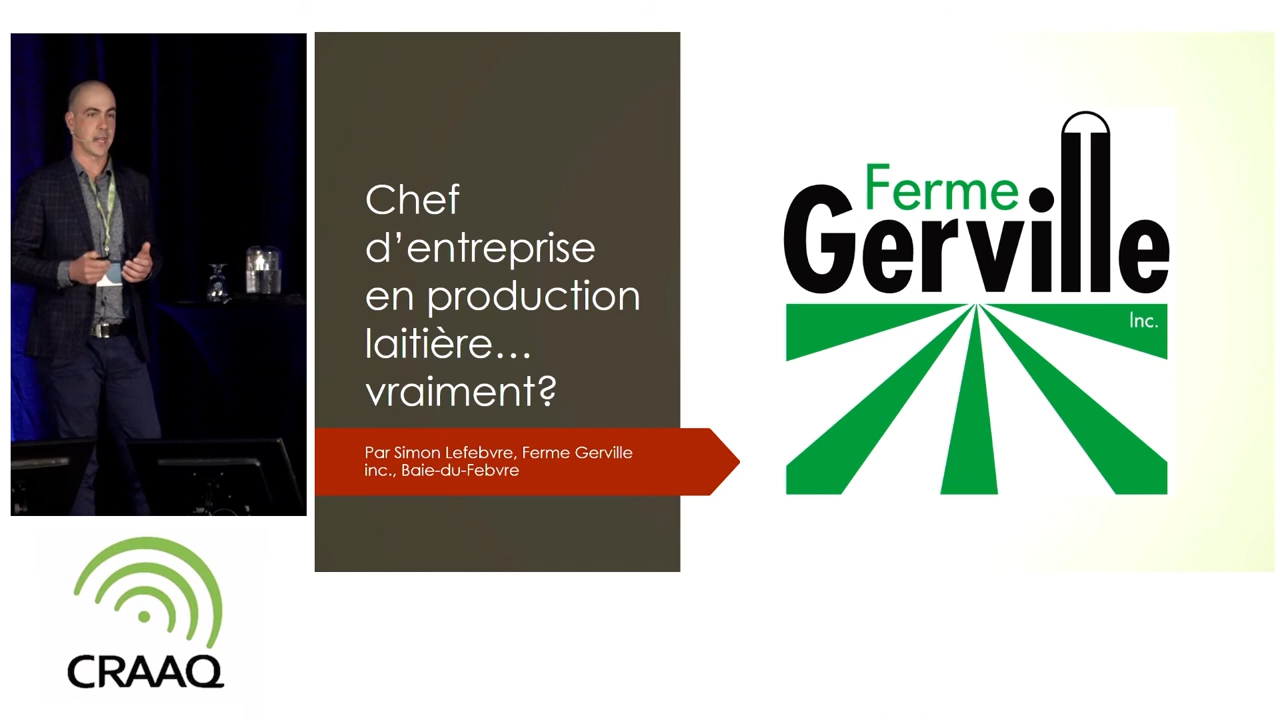 Chef
d’entreprise
en production
laitière…
vraiment?
Par Simon Lefebvre, Ferme Gerville
inc., Baie-du-Febvre
Ferme
Gerville
Inc.
CRAAQ